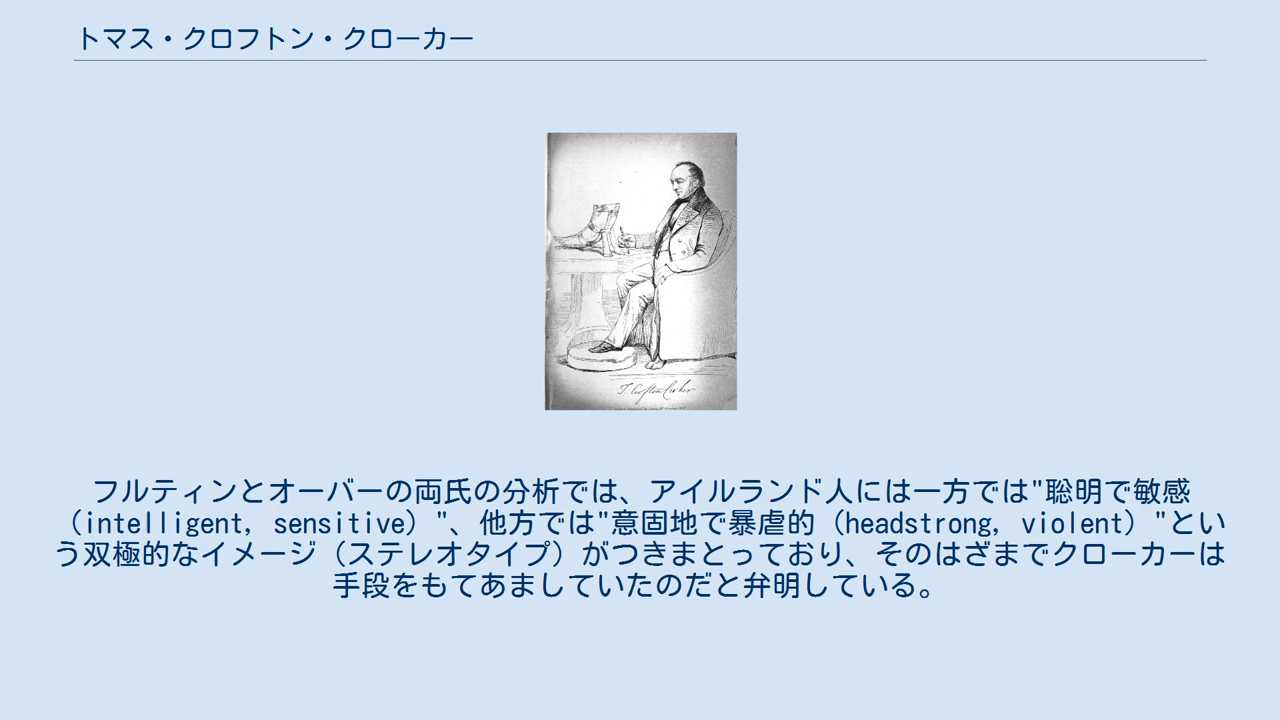 トマス・クロフトン・クローカー
T. Crofton Croker
フルティンとオーバーの両氏の分析では、アイルランド人には一方では"聡明で敏感
（intelligent, sensitive）"、他方では"意固地で暴虐的（headstrong, violent）"とい
う双極的なイメージ（ステレオタイプ）がつきまとっており、そのはざまでクローカーは
手段をもてあましていたのだと弁明している。